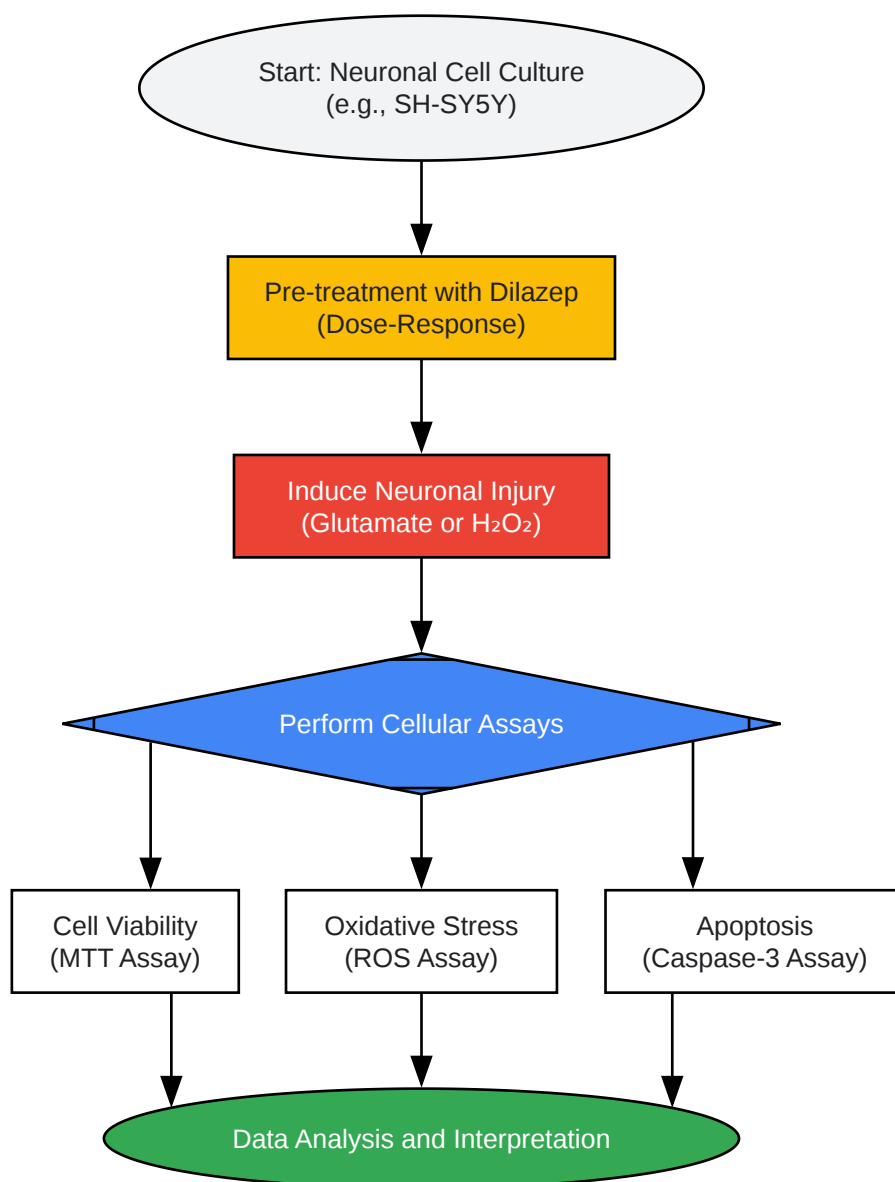 Start: Neuronal Cell Culture
(e.g., SH-SY5Y)
Pre-treatment with Dilazep
(Dose-Response)
Induce Neuronal Injury
(Glutamate or H₂O₂)
Perform Cellular Assays
Cell Viability
(MTT Assay)
Oxidative Stress
(ROS Assay)
Apoptosis
(Caspase-3 Assay)
Data Analysis and Interpretation